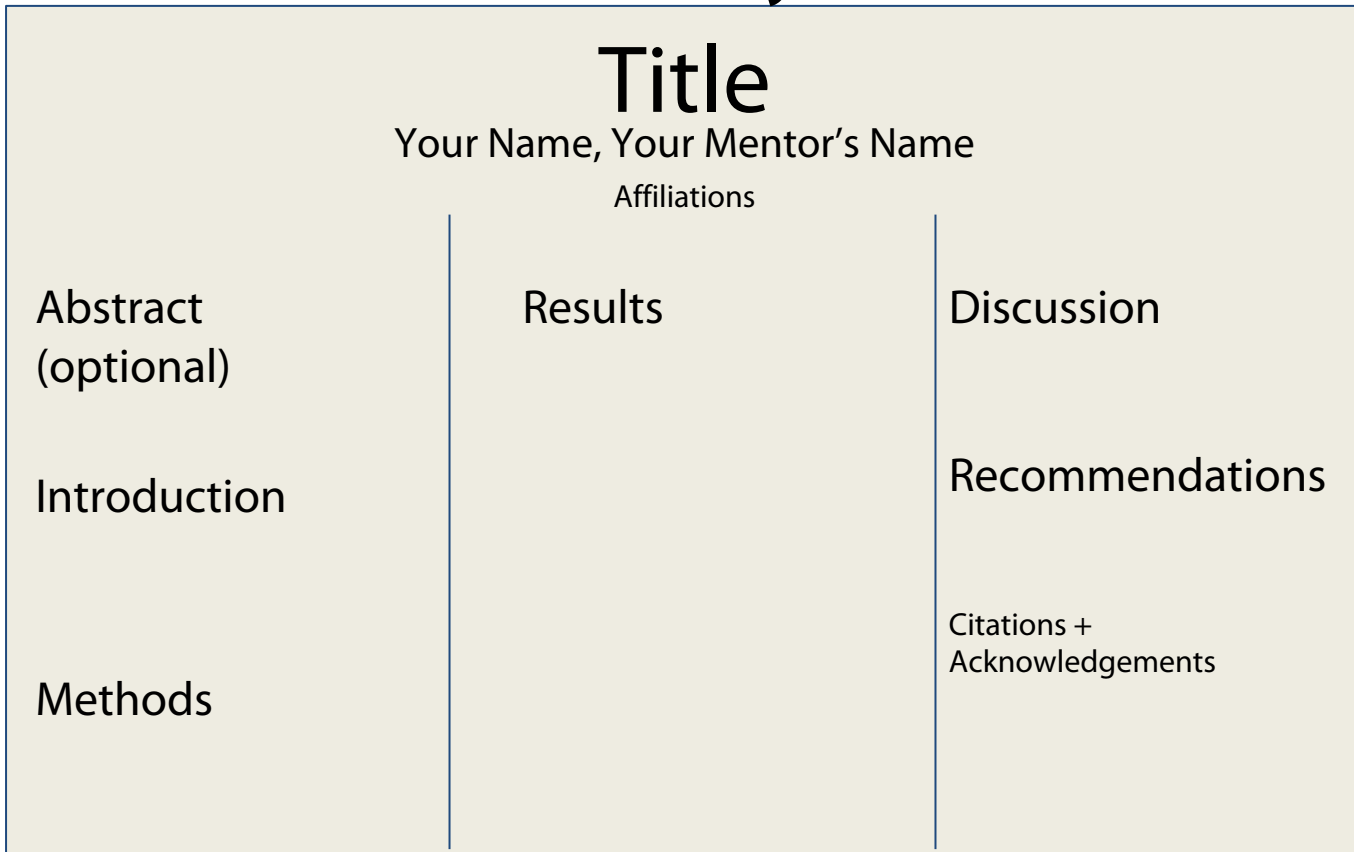 Title
Your Name, Your Mentor’s Name
Affiliations
Abstract
(optional)
Introduction
Methods
Results
Discussion
Recommendations
Citations +
Acknowledgements